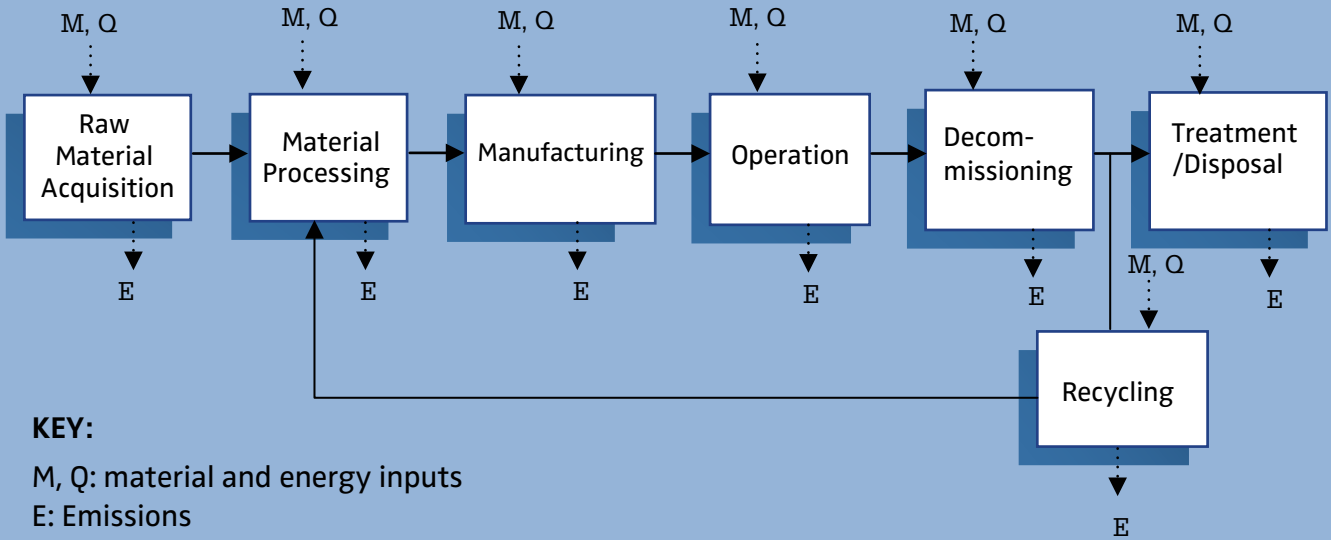 M, Q
M, Q
M, Q
M, Q
M, Q
M, Q
Raw
Material
Acquisition
Material
Processing
Manufacturing
Operation
Decom-
missioning
Treatment
/Disposal
E
E
E
E
E
E
M, Q
Recycling
E
KEY:
M, Q: material and energy inputs
E: Emissions